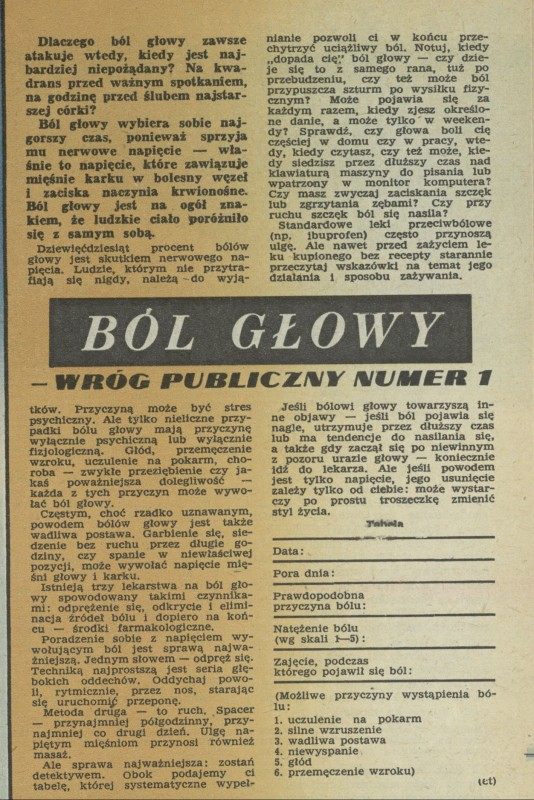 Dlaczego ból głowy zawsze
atakuje wtedy, kiedy jest naj-
bardziej niepożądany? Na kwa-
drans przed ważnym spotkaniem,
na godzinę przed ślubem najstar-
szej córki?
Ból głowy wybiera sobie naj-
gorszy czas, ponieważ sprzyja
mu nerwowe napięcie — wła-
śnie to napięcie, które zawiązuje
mięśnie karku w bolesny węzeł
i zaciska naczynia krwionośne.
Ból głowy jest na ogół zna-
kiem, że ludzkie ciało poróżniło
się z samym sobą.
Dziewięćdziesiąt procent bólów
głowy jest skutkiem nerwowego na-
pięcia. Ludzie, którym nie przytra-
fiają się nigdy, należą do wyją-
BÓL GŁOWY
— WRÓG PUBLICZNY NUMER 1
tków. Przyczyną może być stres
psychiczny. Ale tylko nieliczne przy-
padki bólu głowy mają przyczynę
wyłącznie psychiczną lub wyłącznie
fizjologiczną. Głód, przemęczenie
wzroku, uczulenie na pokarm, cho-
roba — zwykłe przeziębienie czy ja-
kaś poważniejsza dolegliwość —
każda z tych przyczyn może wywo-
łać ból głowy.
Częstym, choć rzadko uznawanym,
powodem bólów głowy jest także
wadliwa postawa. Garbienie się, sie-
dzenie bez ruchu przez długie go-
dziny, czy spanie w niewłaściwej
pozycji, może wywołać napięcie mię-
śni głowy i karku.
Istnieją trzy lekarstwa na ból gło-
wy spowodowany takimi czynnika-
mi: odprężenie się, odkrycie i elimi-
nacja źródeł bólu i dopiero na koń-
cu — środki farmakologiczne.
Poradzenie sobie z napięciem wy-
wołującym ból jest sprawą najwa-
żniejszą. Jednym słowem — odpręż się.
Techniką najprostszą jest seria głę-
bokich oddechów. Oddychaj powo-
li, rytmicznie, przez nos, starając
się uruchomić przeponę.
Metoda druga — to ruch. Spacer
— przynajmniej półgodzinny, przy-
najmniej co drugi dzień. Ulgę na-
piętym mięśniom przynosi również
masaż.
Ale sprawa najważniejsza: zostań
detektywem. Obok podajemy ci
tabelę, której systematyczne wypeł-
nianie pozwoli ci w końcu prze-
chytrzyć uciążliwy ból. Notuj, kiedy
„dopada cię” ból głowy — czy dzie-
je się to z samego rana, tuż po
przebudzeniu, czy też może ból
przypuszcza szturm po wysiłku fizy-
cznym? Może pojawia się za
każdym razem, kiedy zjesz określo-
ne danie, a może tylko w weeken-
dy? Sprawdź, czy głowa boli cię
częściej w domu czy w pracy, wte-
dy, kiedy czytasz, czy też może, kie-
dy siedzisz przez dłuższy czas nad
klawiaturą maszyny do pisania lub
wpatrzony w monitor komputera?
Czy masz zwyczaj zaciskania szczęk
lub zgrzytania zębami? Czy przy
ruchu szczęk ból się nasila?
Standardowe leki przeciwbólowe
(np. ibuprofen) często przynoszą
ulgę. Ale nawet przed zażyciem le-
ku kupionego bez recepty starannie
przeczytaj wskazówki na temat jego
działania i sposobu zażywania.
Jeśli bólowi głowy towarzyszą in-
ne objawy — jeśli ból pojawia się
nagle, utrzymuje przez dłuższy czas
lub ma tendencje do nasilania się,
a także gdy zaczął się po niewinnym
z pozoru urazie głowy — koniecznie
idź do lekarza. Ale jeśli powodem
jest tylko napięcie, jego usunięcie
zależy tylko od ciebie: może wystar-
czy po prostu troszeczkę zmienić
styl życia.
Tabela
Data:
Pora dnia:
Prawdopodobna
przyczyna bólu:
Natężenie bólu
(wg skali 1—5):
Zajęcie, podczas
którego pojawił się ból:
(Możliwe przyczyny wystąpienia bó-
lu:
1. uczulenie na pokarm
2. silne wzruszenie
3. wadliwa postawa
4. niewyspanie
5. głód
6. przemęczenie wzroku)
(ct)